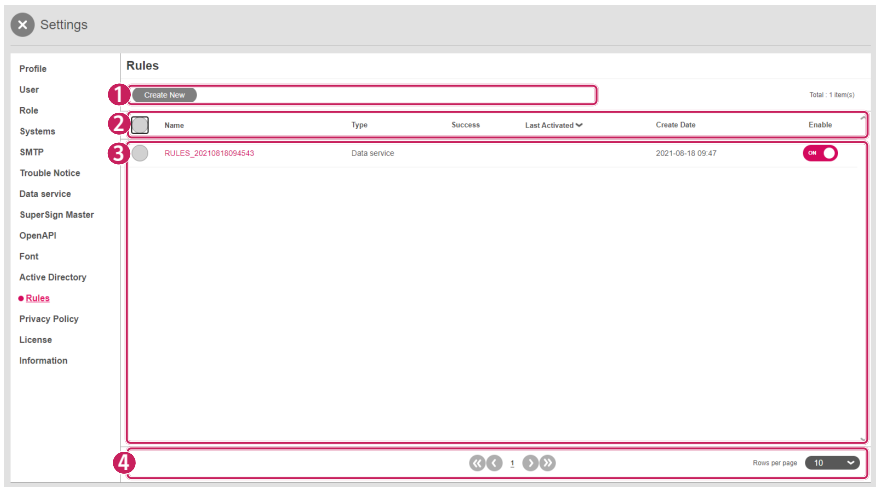 Settings
Profile
User
Role
Systems
SMTP
Trouble Notice
Data service
SuperSign Master
OpenAPI
Font
Active Directory
Rules
Privacy Policy
License
Information
Rules
1 Create New Total : 1 item(s)
2 Name Type Success Last Activated Create Date Enable
3 RULES_20210818094543 Data service 2021-08-18 09:47 ON
4 1 Rows per page 10